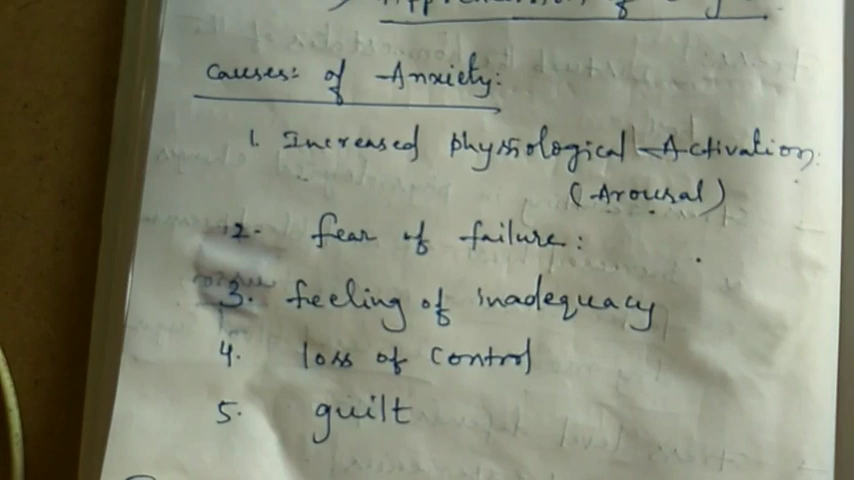 of
Causes: of Anxiety:
1. Increased physiological Activation:
(Arousal)
2. fear of failure:
3. feeling of inadequacy
4. loss of control
5. guilt